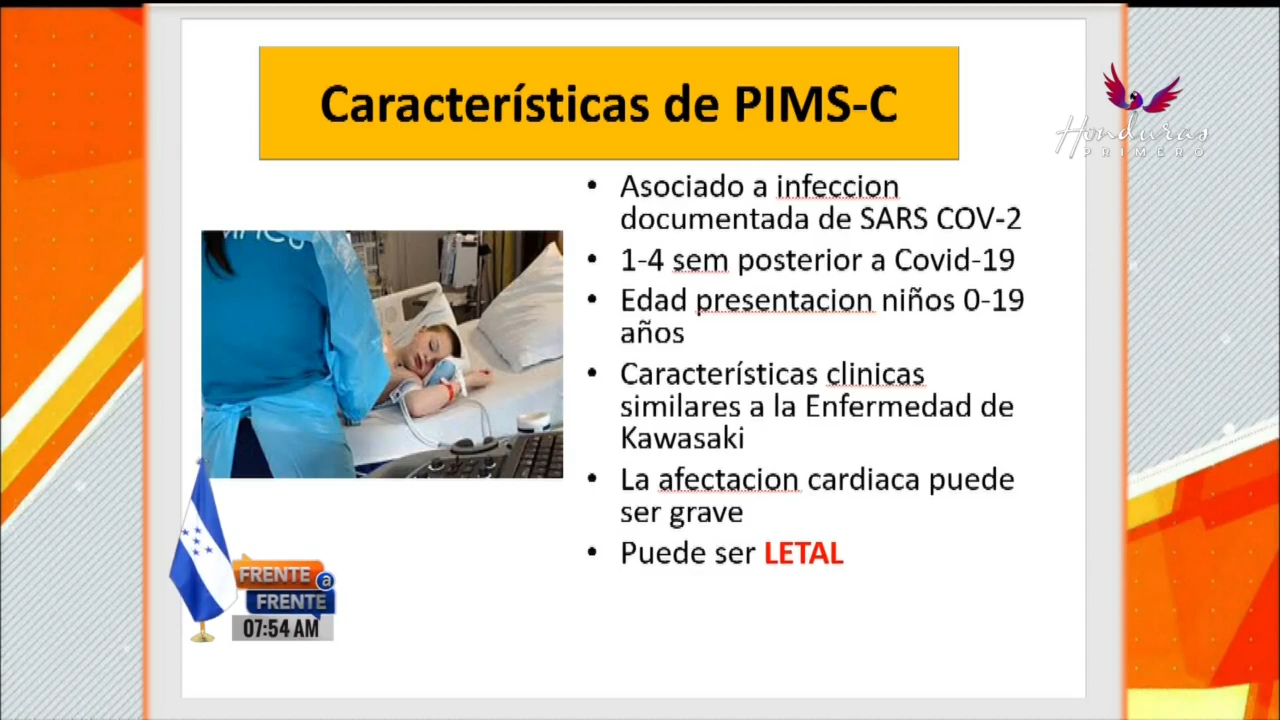 Características de PIMS-C
Honduras
PRIMERO
Asociado a infeccion
documentada de SARS COV-2
1-4 sem posterior a Covid-19
Edad presentacion niños 0-19
años
Características clinicas
similares a la Enfermedad de
Kawasaki
La afectacion cardiaca puede
ser grave
Puede ser LETAL
FRENTE a
FRENTE
07:54 AM